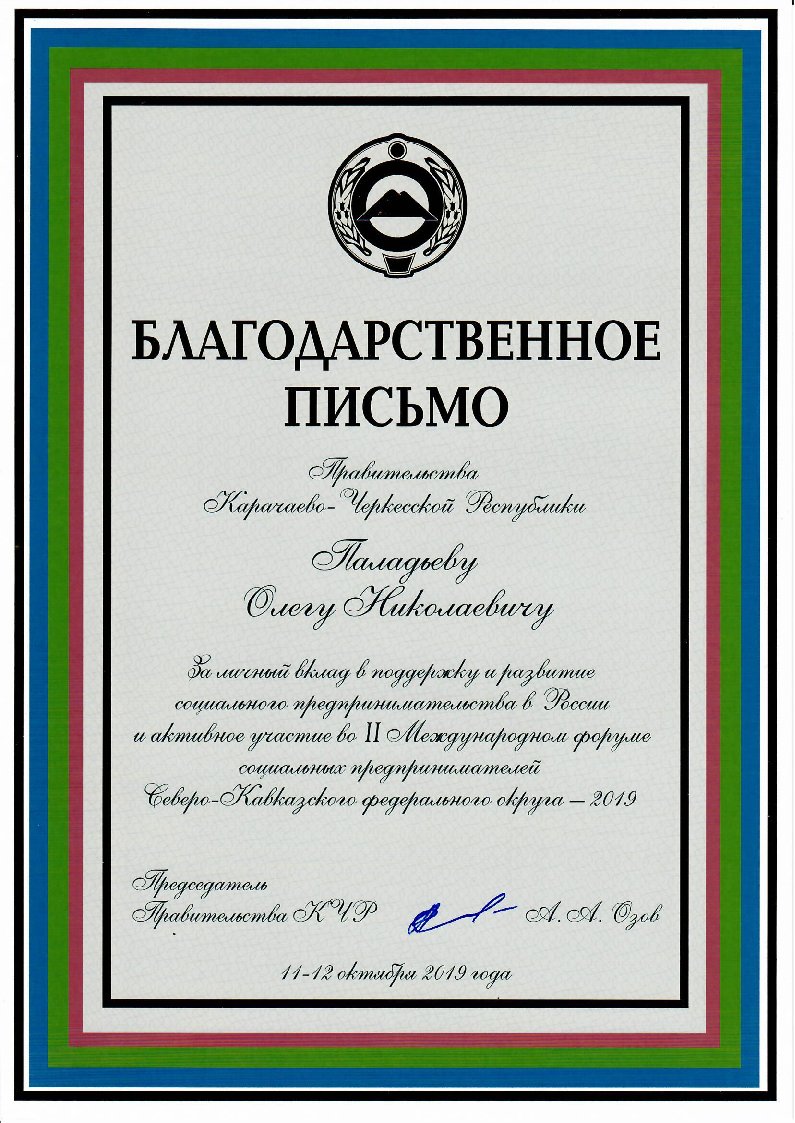 БЛАГОДАРСТВЕННОЕ
ПИСЬМО
Правительства
Карачаево-Черкесской Республики
Паладьеву
Олегу Николаевичу
За личный вклад в поддержку и развитие
социального предпринимательства в России
и активное участие во II Международном форуме
социальных предпринимателей
Северо-Кавказского федерального округа – 2019
Председатель
Правительства КЧР А. А. Озов
11-12 октября 2019 года